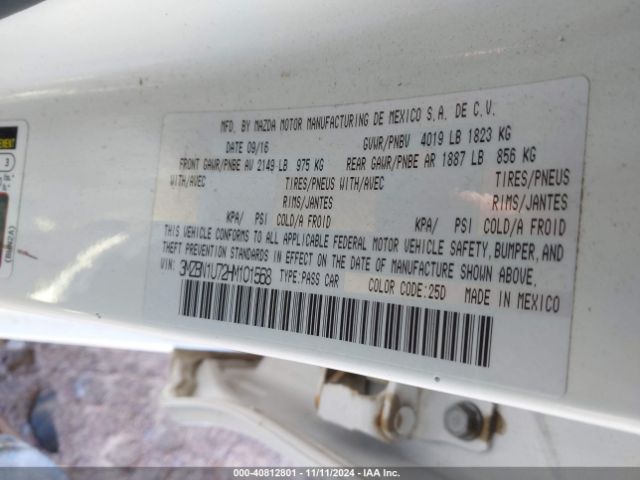 MFD. BY MAZDA MOTOR MANUFACTURING DE MEXICO S.A. DE C.V.
DATE 09/16 GVWR/PNBV 4019 LB 1823 KG
FRONT GAWR/PNBE AV 2149 LB 975 KG REAR GAWR/PNBE AR 1887 LB 856 KG
WITH/AVEC TIRES/PNEUS WITH/AVEC TIRES/PNEUS
RIMS/JANTES RIMS/JANTES
KPA/ PSI COLD/A FROID KPA/ PSI COLD/A FROID
THIS VEHICLE CONFORMS TO ALL APPLICABLE FEDERAL MOTOR VEHICLE SAFETY, BUMPER, AND
THEFT PREVENTION STANDARDS IN EFFECT ON THE DATE OF MANUFACTURE SHOWN ABOVE.
VIN: 3MZBN1U72HM101568 TYPE:PASS CAR
COLOR CODE:25D MADE IN MEXICO
3
000-40812801 - 11/11/2024 - IAA Inc.